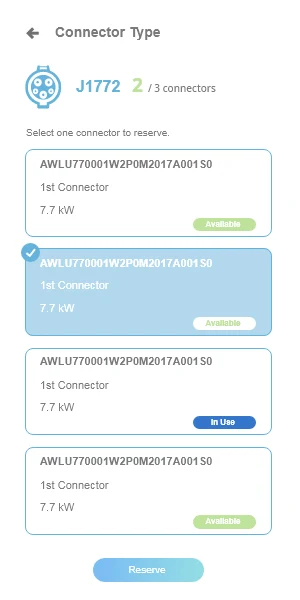 Connector Type
J1772 2 / 3 connectors
Select one connector to reserve.
AWLU770001W2P0M2017A001S0
1st Connector
7.7 kW
Available
AWLU770001W2P0M2017A001S0
1st Connector
7.7 kW
Available
AWLU770001W2P0M2017A001S0
1st Connector
7.7 kW
In Use
AWLU770001W2P0M2017A001S0
1st Connector
7.7 kW
Available
Reserve